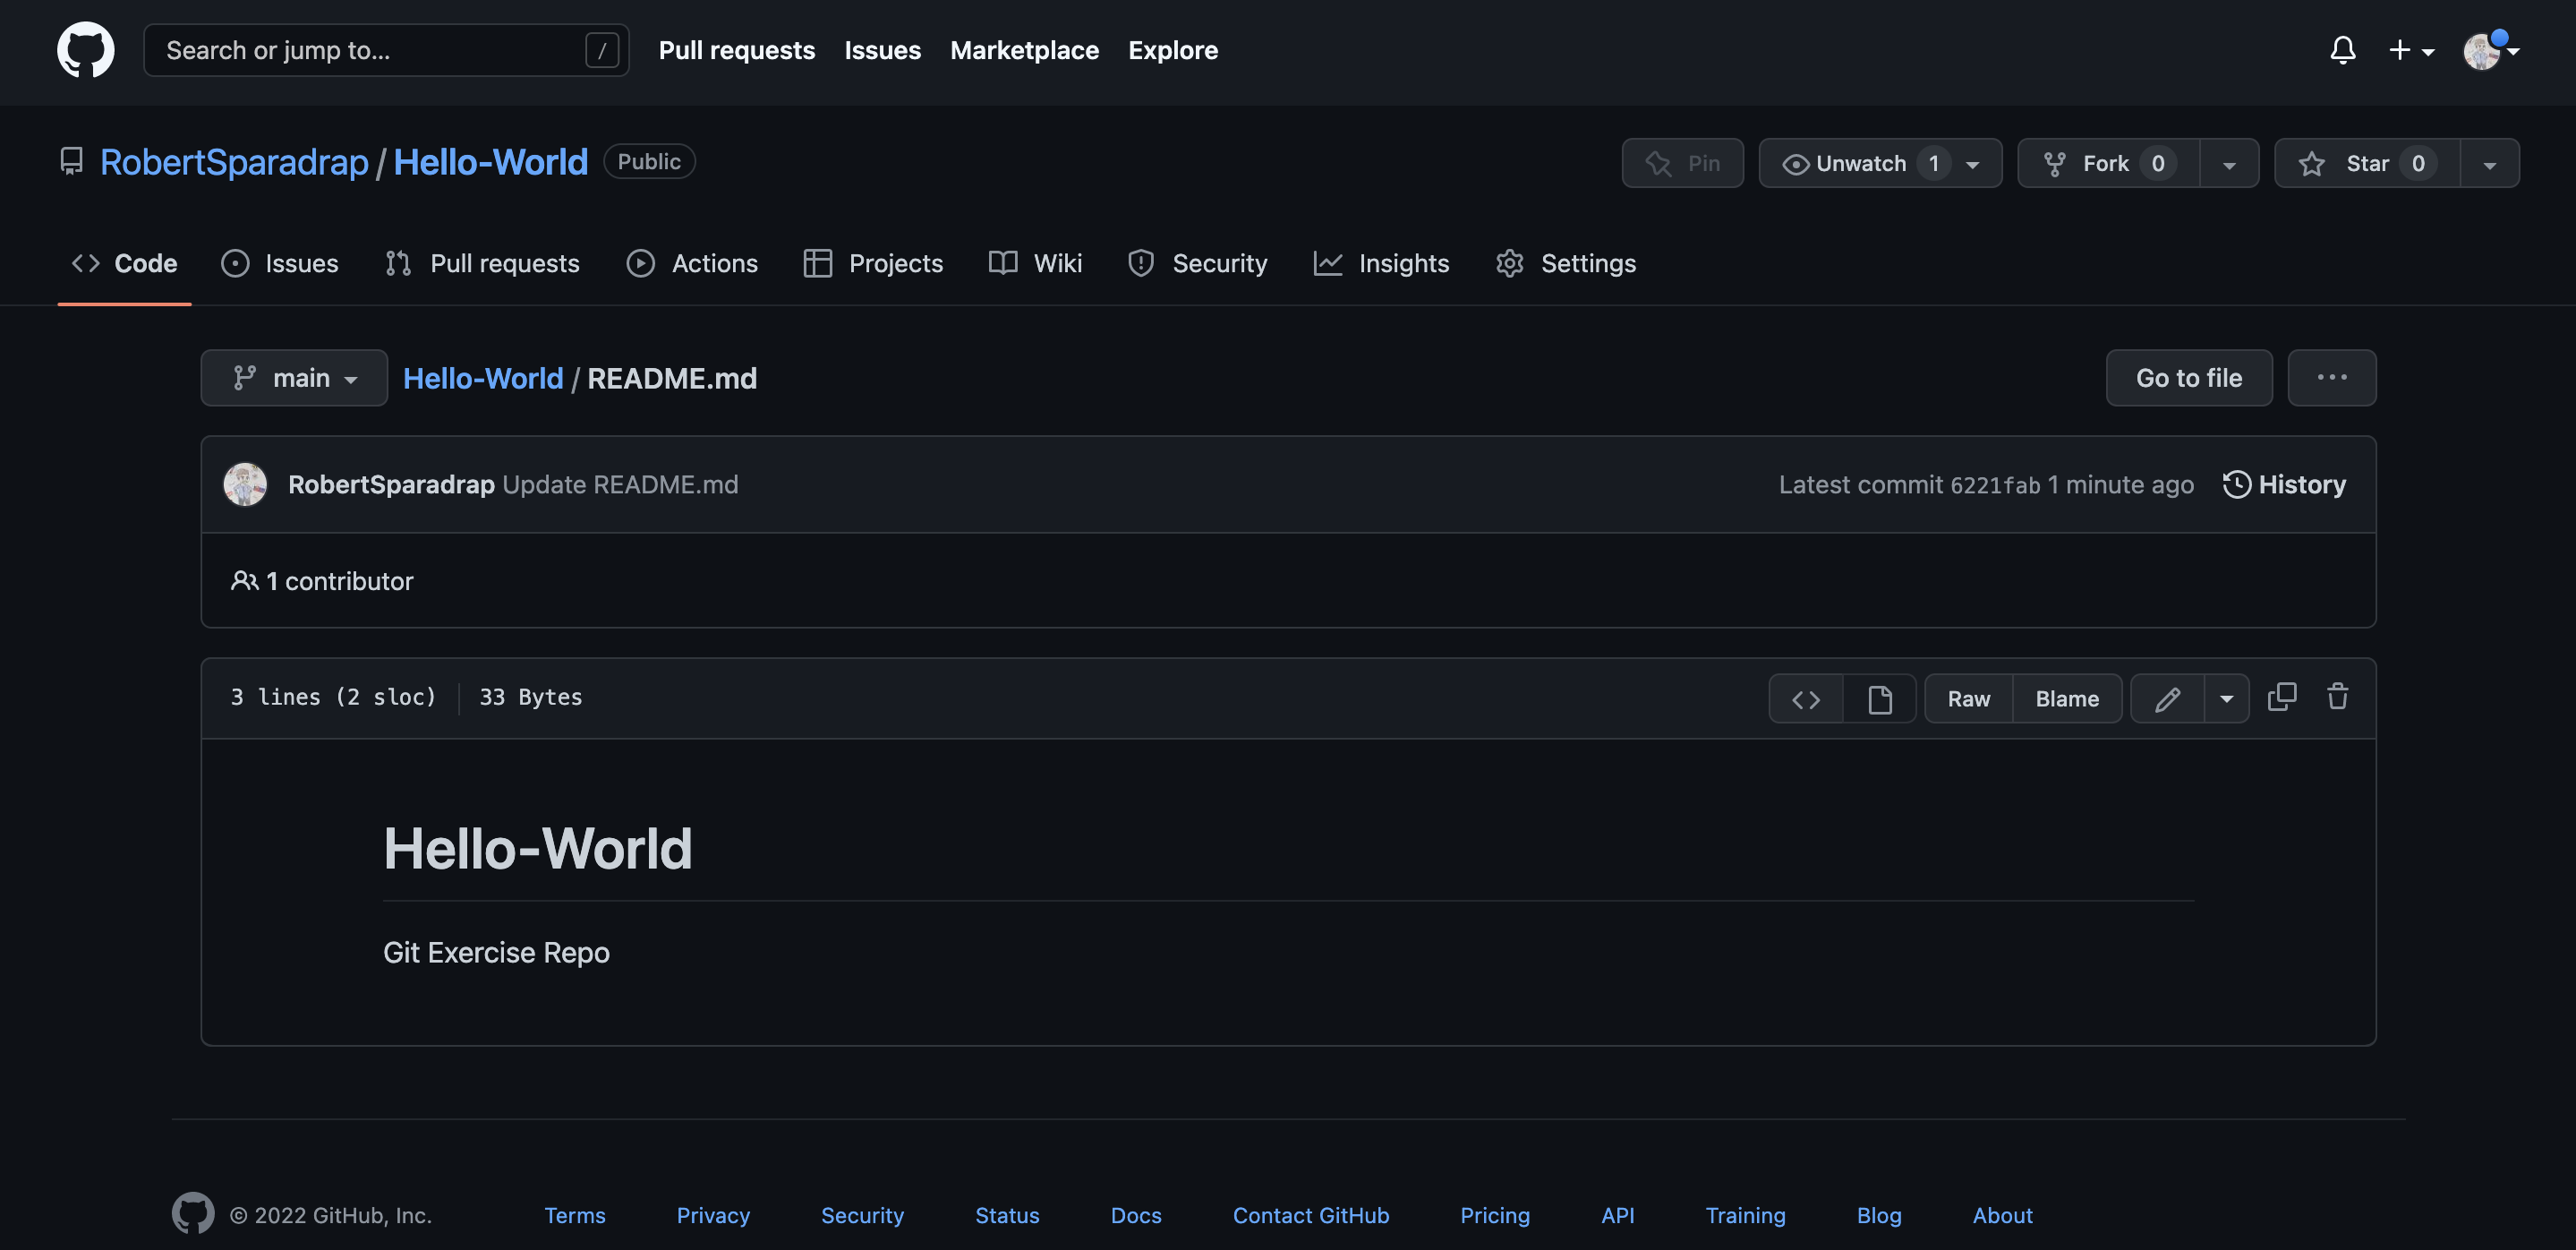 Search or jump to... / Pull requests Issues Marketplace Explore
RobertSparadrap / Hello-World Public Pin Unwatch 1 Fork 0 Star 0
Code Issues Pull requests Actions Projects Wiki Security Insights Settings
main Hello-World / README.md Go to file ...
RobertSparadrap Update README.md Latest commit 6221fab 1 minute ago History
1 contributor
3 lines (2 sloc) 33 Bytes Raw Blame
Hello-World
Git Exercise Repo
© 2022 GitHub, Inc. Terms Privacy Security Status Docs Contact GitHub Pricing API Training Blog About